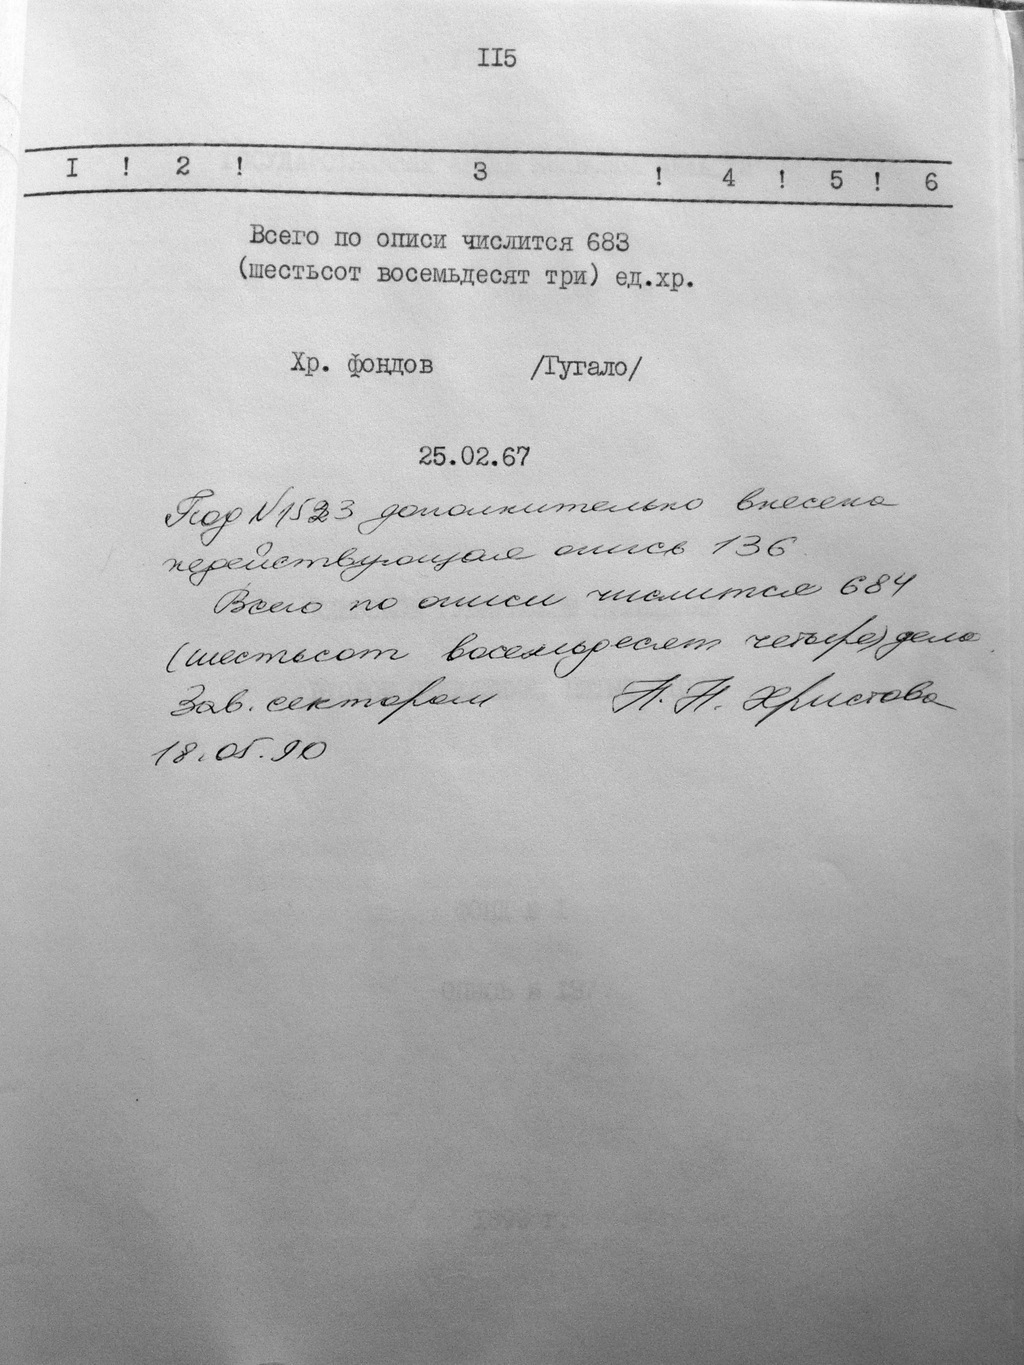 II5
I ! 2 ! 3 ! 4 ! 5 ! 6
Всего по описи числится 683
(шестьсот восемьдесят три) ед.хр.
Хр. фондов /Тугало/
25.02.67
Под N 1523 дополнительно внесена
недействующая опись 136
Всего по описи числится 684
(шестьсот восемьдесят четыре) дела
Зав. сектором Н. Христова
18.05.90